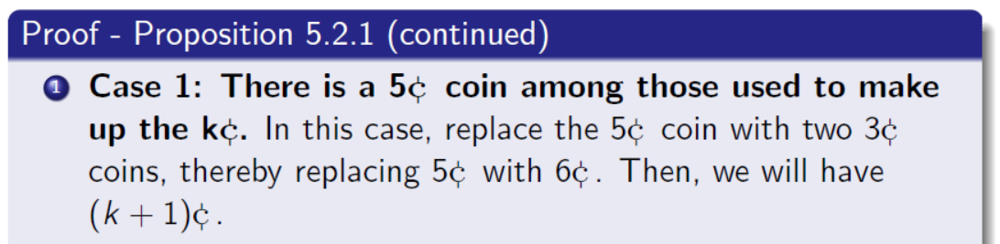 Proof - Proposition 5.2.1 (continued)
1 Case 1: There is a 5¢ coin among those used to make
up the k¢. In this case, replace the 5¢ coin with two 3¢
coins, thereby replacing 5¢ with 6¢. Then, we will have
(k + 1)¢.